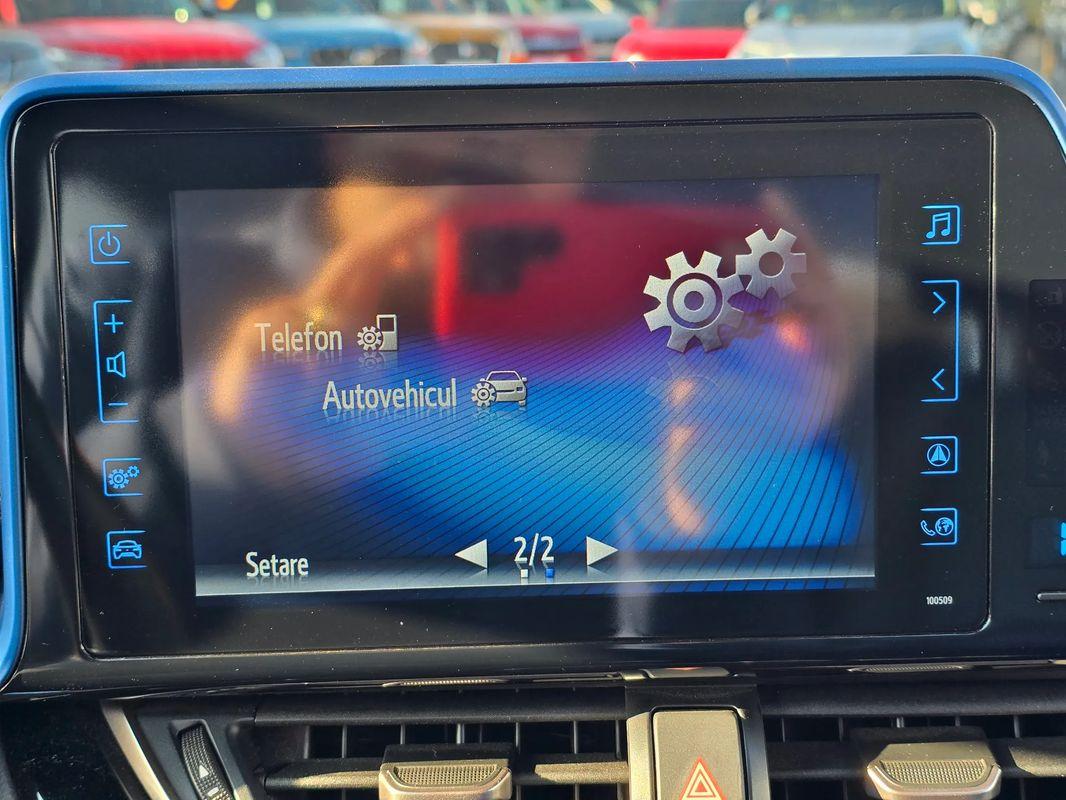 Telefon
Autovehicul
Setare
2/2
100509